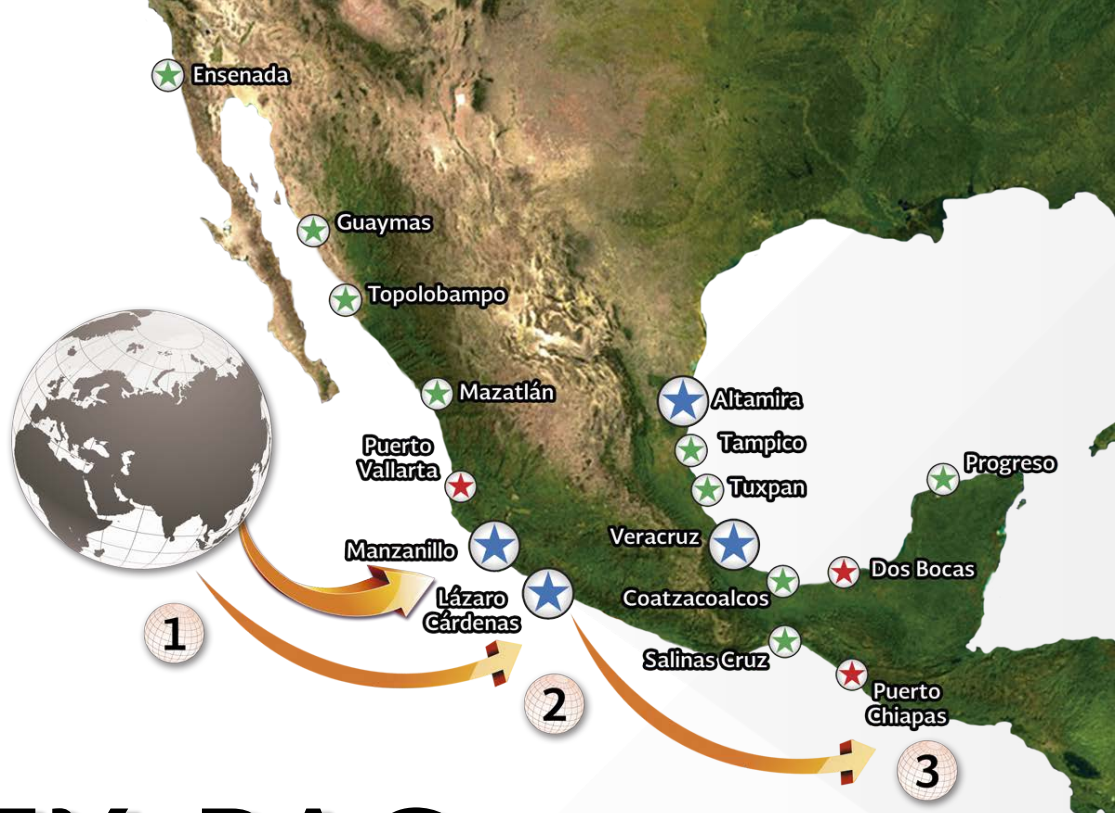 Ensenada
Guaymas
Topolobampo
Mazatlán
Altamira
Puerto
Vallarta
Tampico
Progreso
Tuxpan
Manzanillo
Veracruz
Lázaro
Cárdenas
Coatzacoalcos
Dos Bocas
1
Salinas Cruz
2
Puerto
Chiapas
3